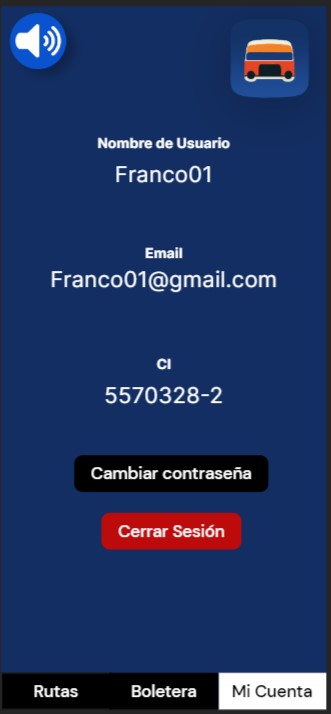 Nombre de Usuario
Franco01
Email
Franco01@gmail.com
CI
5570328-2
Cambiar contraseña
Cerrar Sesión
Rutas
Boletera
Mi Cuenta